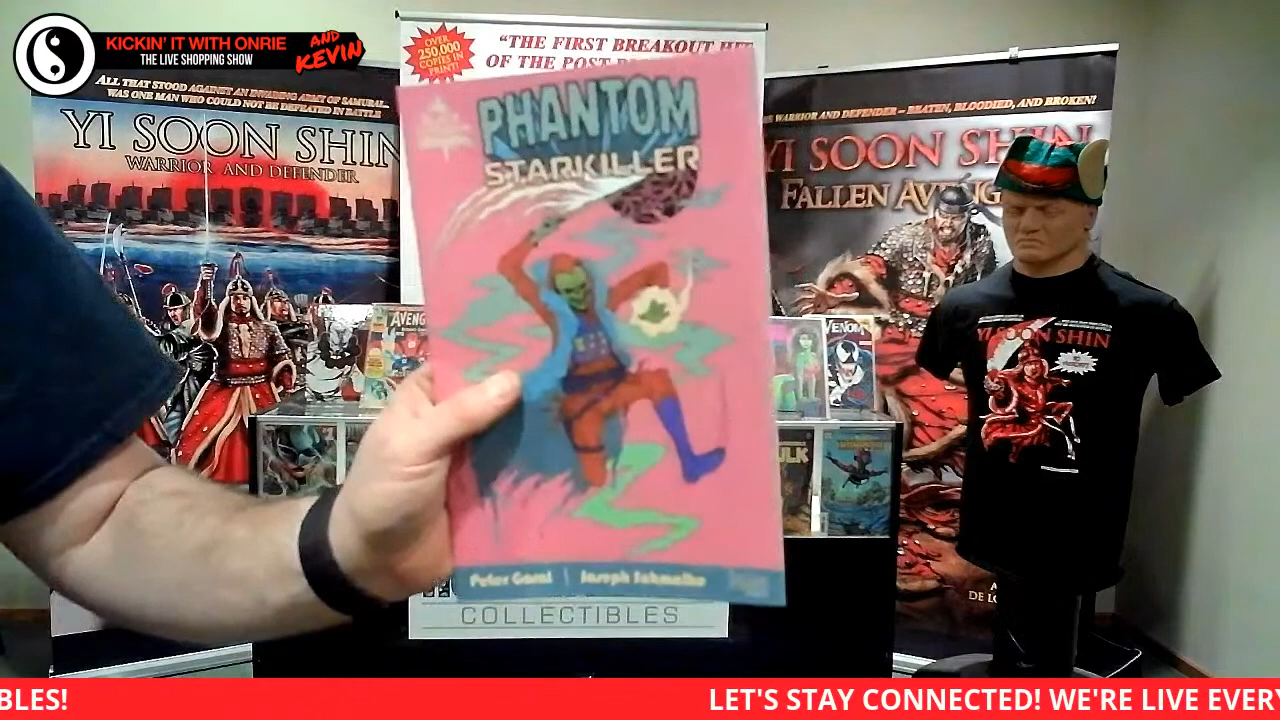 KICKIN' IT WITH ONRIE
AND
KEVIN
THE LIVE SHOPPING SHOW
ALL THAT STOOD AGAINST AN INVADING ARMY OF SAMURAI...
WAS ONE MAN WHO COULD NOT BE DEFEATED IN BATTLE
YI SOON SHIN
WARRIOR AND DEFENDER
OVER
250,000
COPIES IN
PRINT!
"THE FIRST BREAKOUT
OF THE POST
PHANTOM
STARKILLER
Peter Goral | Joseph Schmalke
COLLECTIBLES
WARRIOR AND DEFENDER – BEATEN, BLOODIED, AND BROKEN?
YI SOON SHIN
FALLEN AVENG
AVENG
VENOM
ULK
YI SOON SHIN
DE LO
BLES!
LET'S STAY CONNECTED! WE'RE LIVE EVERY